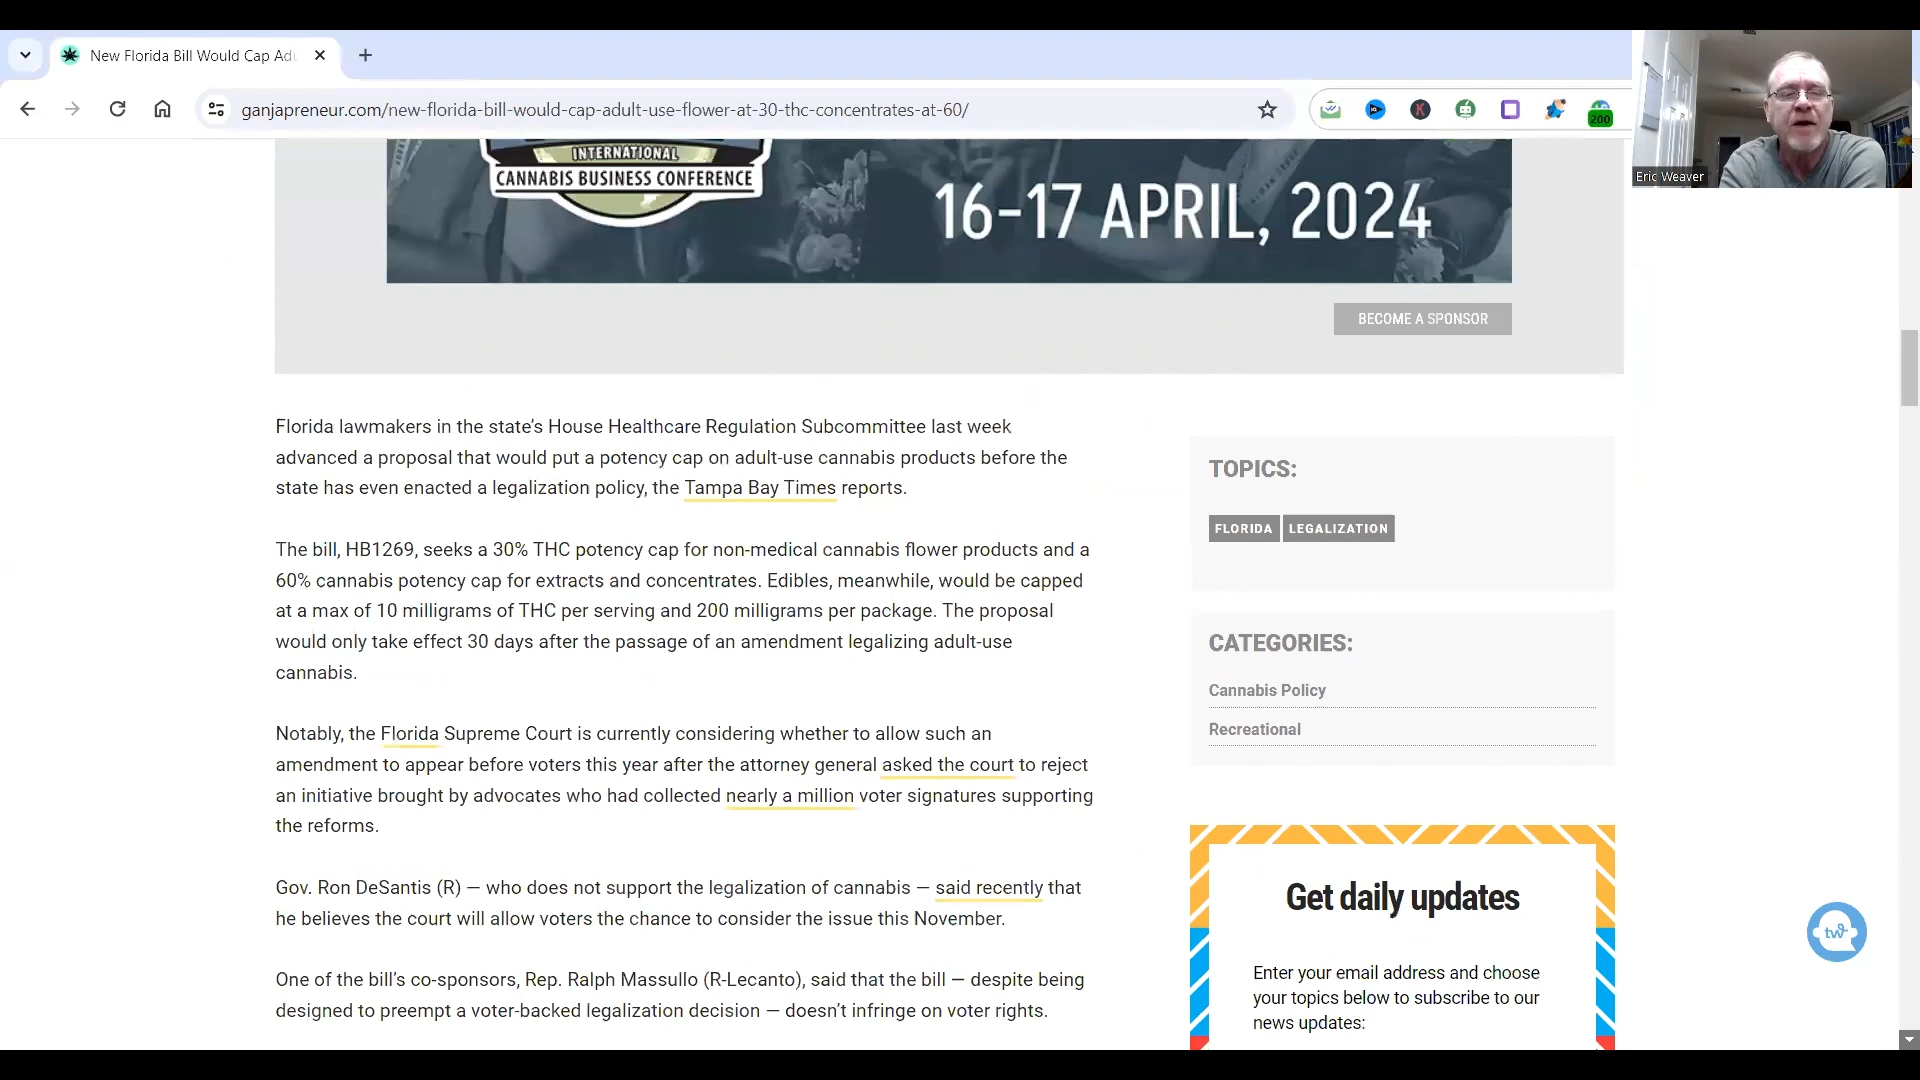 New Florida Bill Would Cap Adu
ganjapreneur.com/new-florida-bill-would-cap-adult-use-flower-at-30-thc-concentrates-at-60/
K
200
Eric Weaver
INTERNATIONAL
CANNABIS BUSINESS CONFERENCE
16-17 APRIL, 2024
BECOME A SPONSOR
Florida lawmakers in the state’s House Healthcare Regulation Subcommittee last week
advanced a proposal that would put a potency cap on adult-use cannabis products before the
state has even enacted a legalization policy, the Tampa Bay Times reports.
The bill, HB1269, seeks a 30% THC potency cap for non-medical cannabis flower products and a
60% cannabis potency cap for extracts and concentrates. Edibles, meanwhile, would be capped
at a max of 10 milligrams of THC per serving and 200 milligrams per package. The proposal
would only take effect 30 days after the passage of an amendment legalizing adult-use
cannabis.
Notably, the Florida Supreme Court is currently considering whether to allow such an
amendment to appear before voters this year after the attorney general asked the court to reject
an initiative brought by advocates who had collected nearly a million voter signatures supporting
the reforms.
Gov. Ron DeSantis (R) — who does not support the legalization of cannabis — said recently that
he believes the court will allow voters the chance to consider the issue this November.
One of the bill’s co-sponsors, Rep. Ralph Massullo (R-Lecanto), said that the bill — despite being
designed to preempt a voter-backed legalization decision — doesn’t infringe on voter rights.
TOPICS:
FLORIDA LEGALIZATION
CATEGORIES:
Cannabis Policy
Recreational
Get daily updates
Enter your email address and choose
your topics below to subscribe to our
news updates:
tw